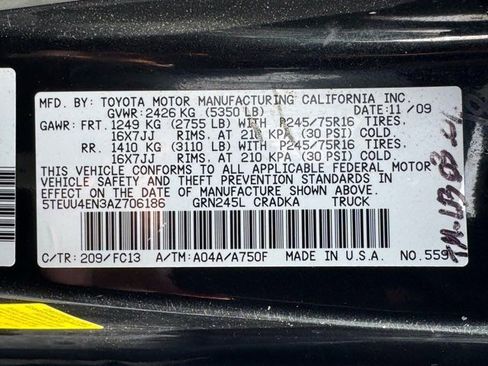 MFD. BY: TOYOTA MOTOR MANUFACTURING CALIFORNIA INC.
GVWR: 2426 KG (5350 LB) DATE: 11/09
GAWR: FRT. 1249 KG (2755 LB) WITH P245/75R16 TIRES,
16X7JJ RIMS, AT 210 KPA (30 PSI) COLD.
RR. 1410 KG (3110 LB) WITH P245/75R16 TIRES,
16X7JJ RIMS, AT 210 KPA (30 PSI) COLD.
THIS VEHICLE CONFORMS TO ALL APPLICABLE FEDERAL MOTOR
VEHICLE SAFETY AND THEFT PREVENTION STANDARDS IN
EFFECT ON THE DATE OF MANUFACTURE SHOWN ABOVE.
5TEUU4EN3AZ706186 GRN245L CRADKA TRUCK
C/TR: 209/FC13 A/TM: A04A/A750F MADE IN U.S.A. NO. 559